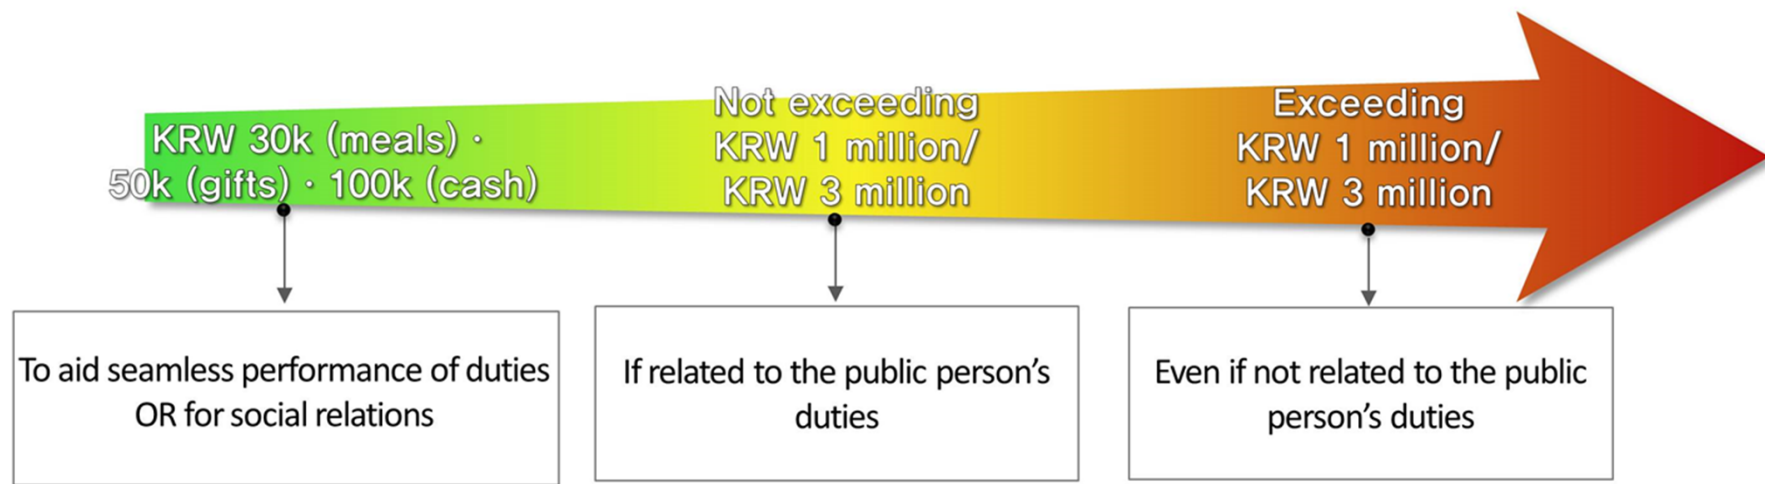 KRW 30k (meals) ·
50k (gifts) · 100k (cash)
Not exceeding
KRW 1 million/
KRW 3 million
Exceeding
KRW 1 million/
KRW 3 million
To aid seamless performance of duties
OR for social relations
If related to the public person's
duties
Even if not related to the public
person's duties